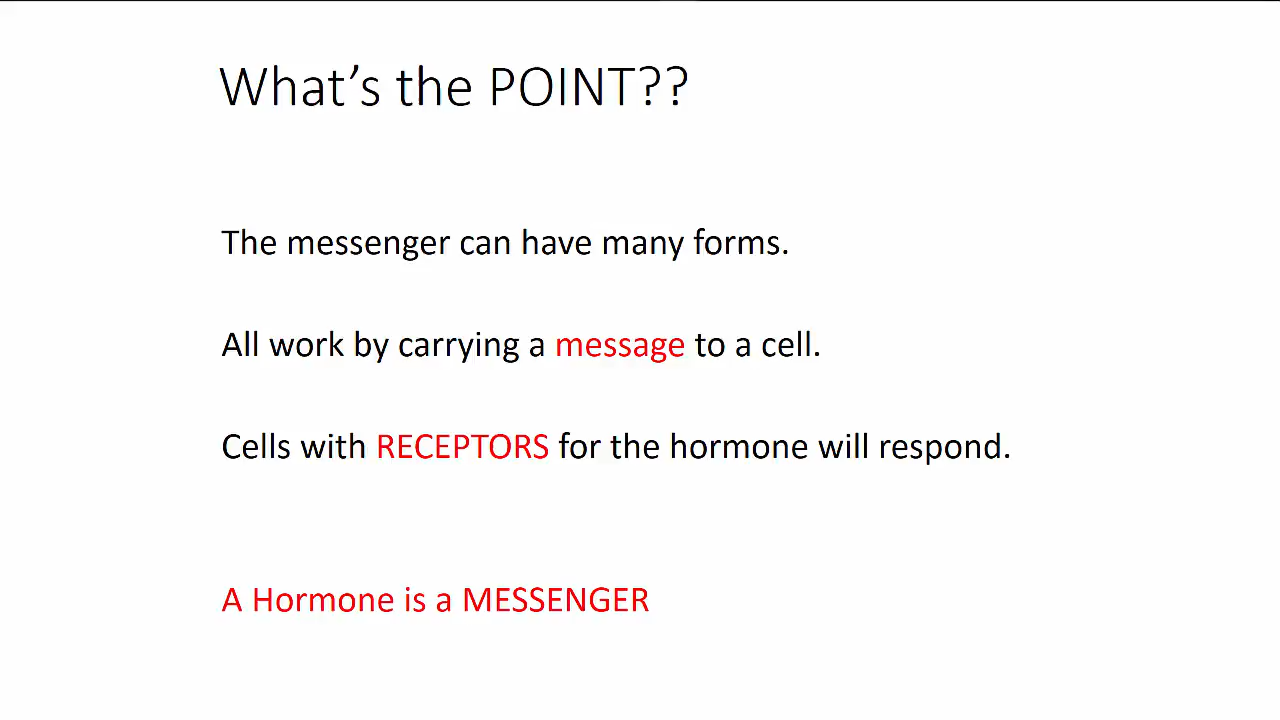 What’s the POINT??
The messenger can have many forms.
All work by carrying a message to a cell.
Cells with RECEPTORS for the hormone will respond.
A Hormone is a MESSENGER